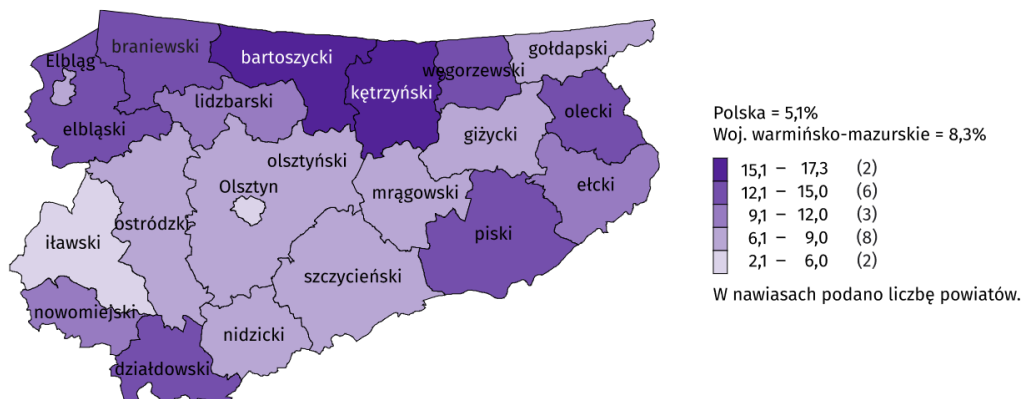 gołdapski
braniewski
Elbląg
bartoszycki
węgorzewski
kętrzyński
lidzbarski
olecki
elbląski
giżycki
olsztyński
Olsztyn
mrągowski
ełcki
ostródzki
piski
iławski
szczycieński
nowomiejski
nidzicki
działdowski
Polska = 5,1%
Woj. warmińsko-mazurskie = 8,3%
15,1 – 17,3 (2)
12,1 – 15,0 (6)
9,1 – 12,0 (3)
6,1 – 9,0 (8)
2,1 – 6,0 (2)
W nawiasach podano liczbę powiatów.